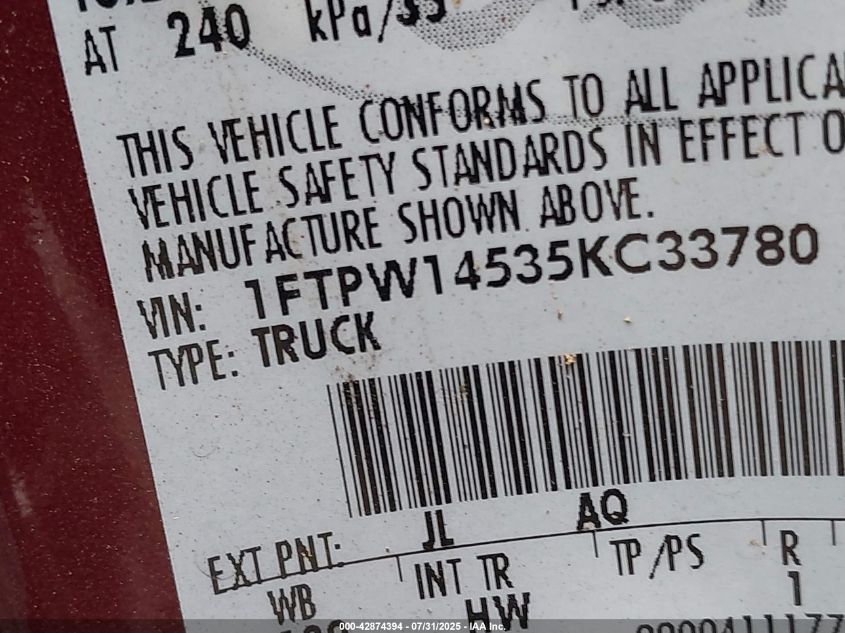 AT 240 kPa/35
THIS VEHICLE CONFORMS TO ALL APPLICA
VEHICLE SAFETY STANDARDS IN EFFECT O
MANUFACTURE SHOWN ABOVE.
VIN: 1FTPW14535KC33780
TYPE: TRUCK
EXT PNT: JL AQ
WB INT TR TP/PS R
HW 1
0000411177
000-42874394 - 07/31/2025 - IAA Inc.